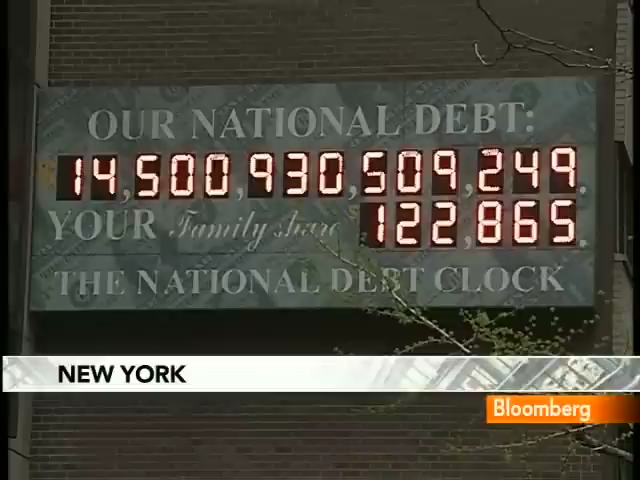 OUR NATIONAL DEBT:
14,500,930,509,249.
YOUR Family share 122,865.
THE NATIONAL DEBT CLOCK
NEW YORK
Bloomberg